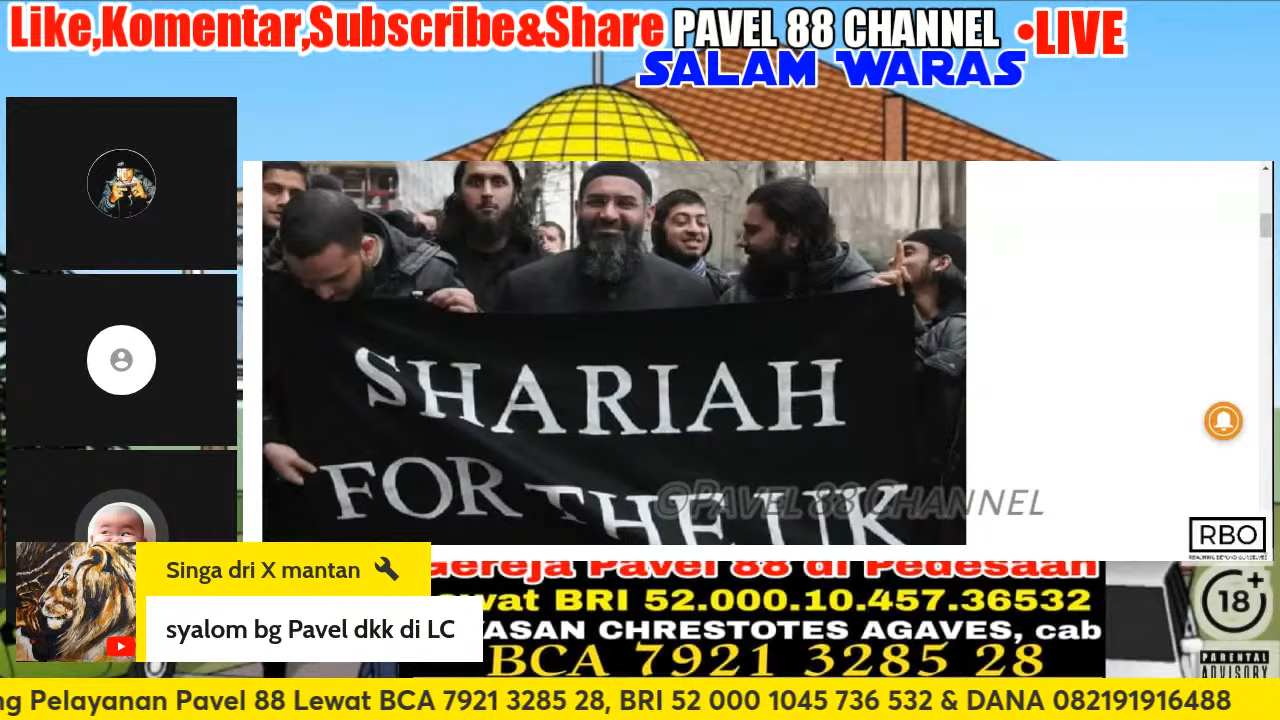 Like,Komentar,Subscribe&Share PAVEL 88 CHANNEL •LIVE
SALAM WARAS
SHARIAH
FOR THE UK
©PAVEL 88 CHANNEL
RBO
18+
PARENTAL
ADVISORY
Singa dri X mantan
syalom bg Pavel dkk di LC
Gereja Pavel 88 di Pedesaan
wat BRI 52.000.10.457.36532
YASAN CHRESTOTES AGAVES, cab
BCA 7921 3285 28
ng Pelayanan Pavel 88 Lewat BCA 7921 3285 28, BRI 52 000 1045 736 532 & DANA 082191916488